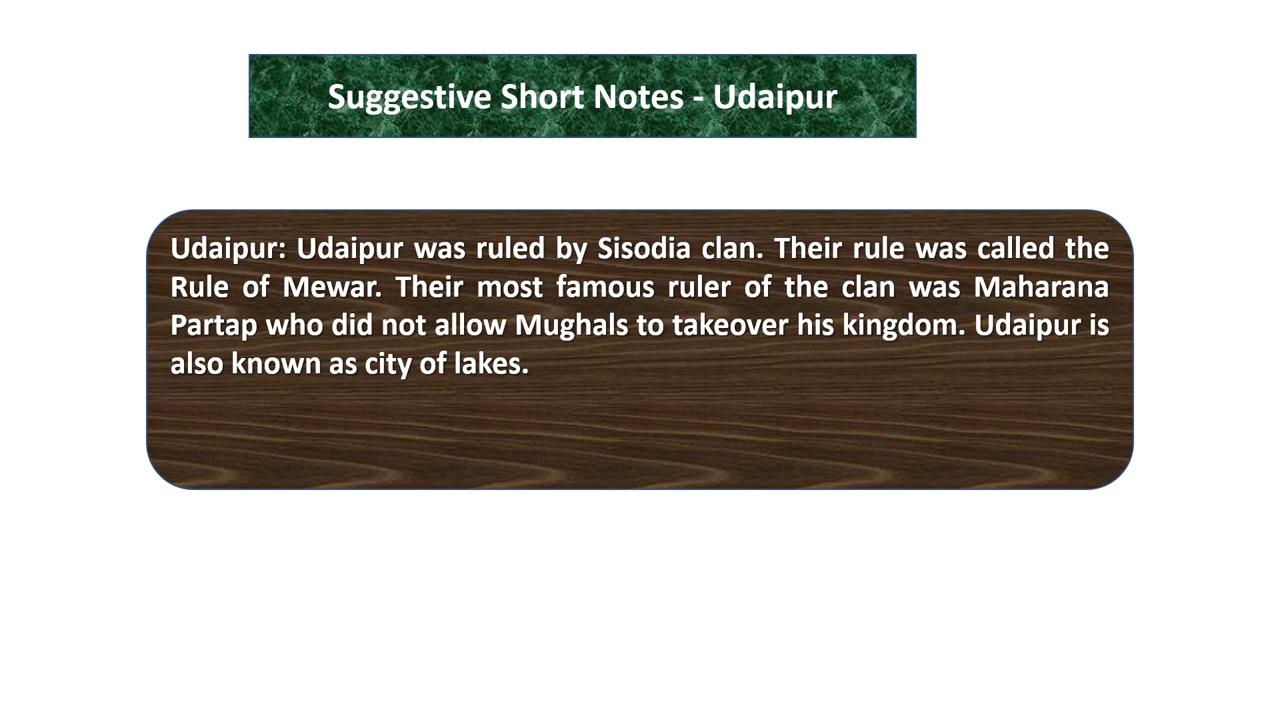 Suggestive Short Notes - Udaipur
Udaipur: Udaipur was ruled by Sisodia clan. Their rule was called the
Rule of Mewar. Their most famous ruler of the clan was Maharana
Partap who did not allow Mughals to takeover his kingdom. Udaipur is
also known as city of lakes.